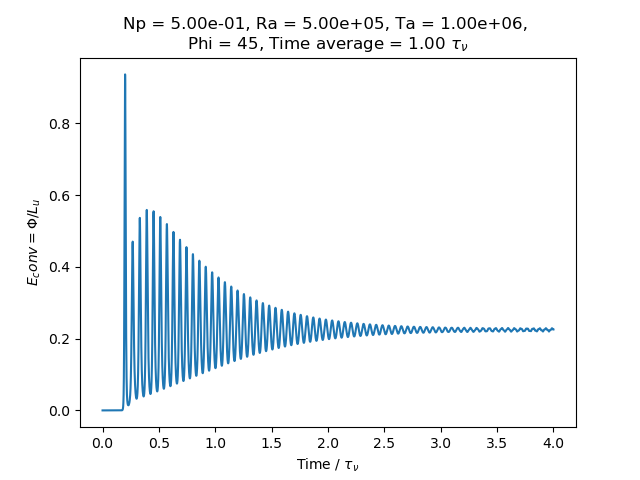 Np = 5.00e-01, Ra = 5.00e+05, Ta = 1.00e+06,
Phi = 45, Time average = 1.00 τν
0.8
0.6
0.4
0.2
0.0
E_conv = Φ/L_u
0.0 0.5 1.0 1.5 2.0 2.5 3.0 3.5 4.0
Time / τν